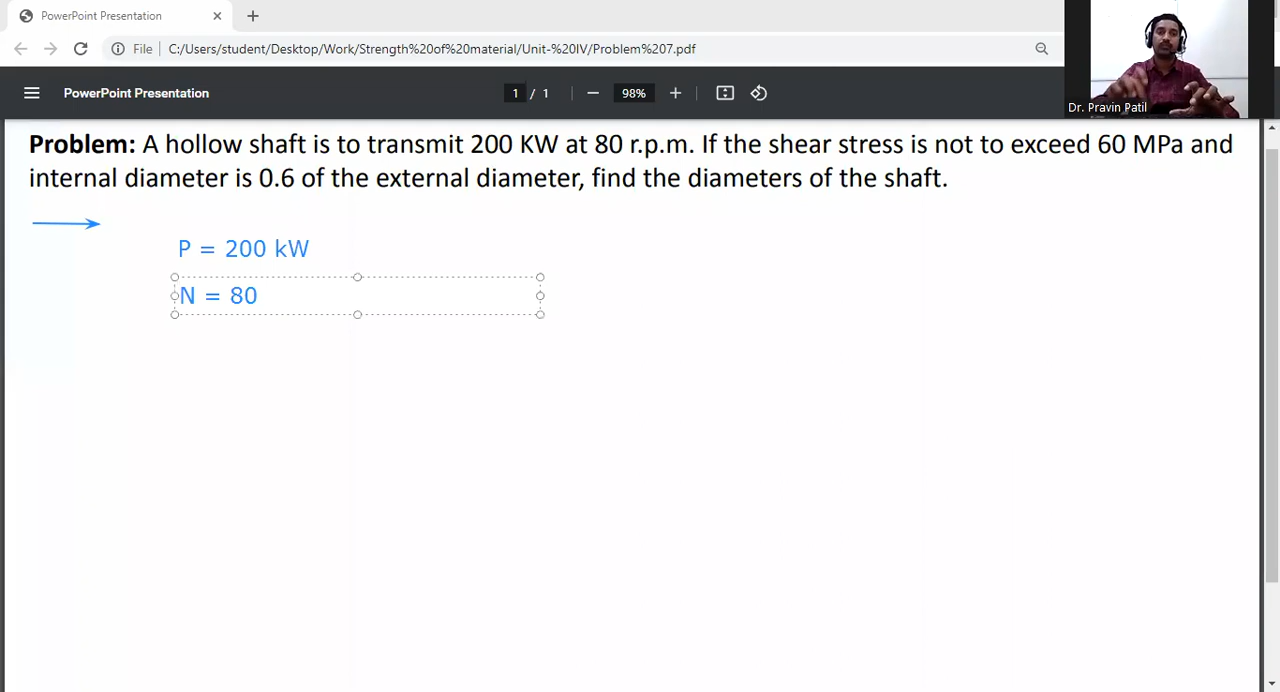 PowerPoint Presentation
File
C:/Users/student/Desktop/Work/Strength%20of%20material/Unit-%20IV/Problem%207.pdf
PowerPoint Presentation
1 / 1
98%
Dr. Pravin Patil
Problem: A hollow shaft is to transmit 200 KW at 80 r.p.m. If the shear stress is not to exceed 60 MPa and
internal diameter is 0.6 of the external diameter, find the diameters of the shaft.
P = 200 kW
N = 80